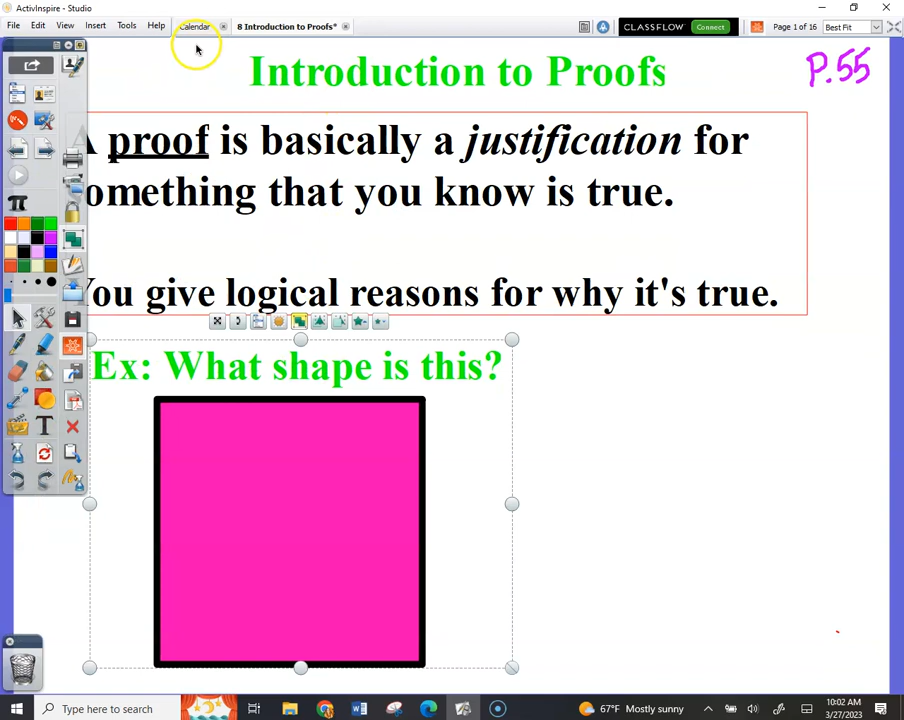 ActivInspire - Studio
File Edit View Insert Tools Help Calendar 8 Introduction to Proofs* CLASSFLOW Connect Page 1 of 16 Best Fit
Introduction to Proofs P.55
A proof is basically a justification for
omething that you know is true.
You give logical reasons for why it's true.
Ex: What shape is this?
Type here to search 67°F Mostly sunny 10:02 AM
3/27/2023